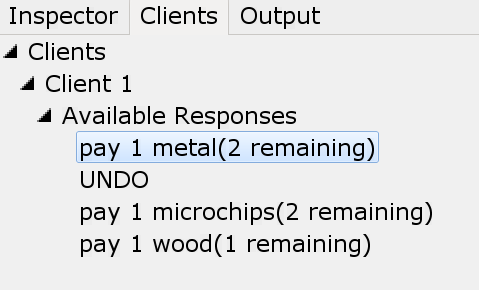 Inspector Clients Output
Clients
Client 1
Available Responses
pay 1 metal(2 remaining)
UNDO
pay 1 microchips(2 remaining)
pay 1 wood(1 remaining)